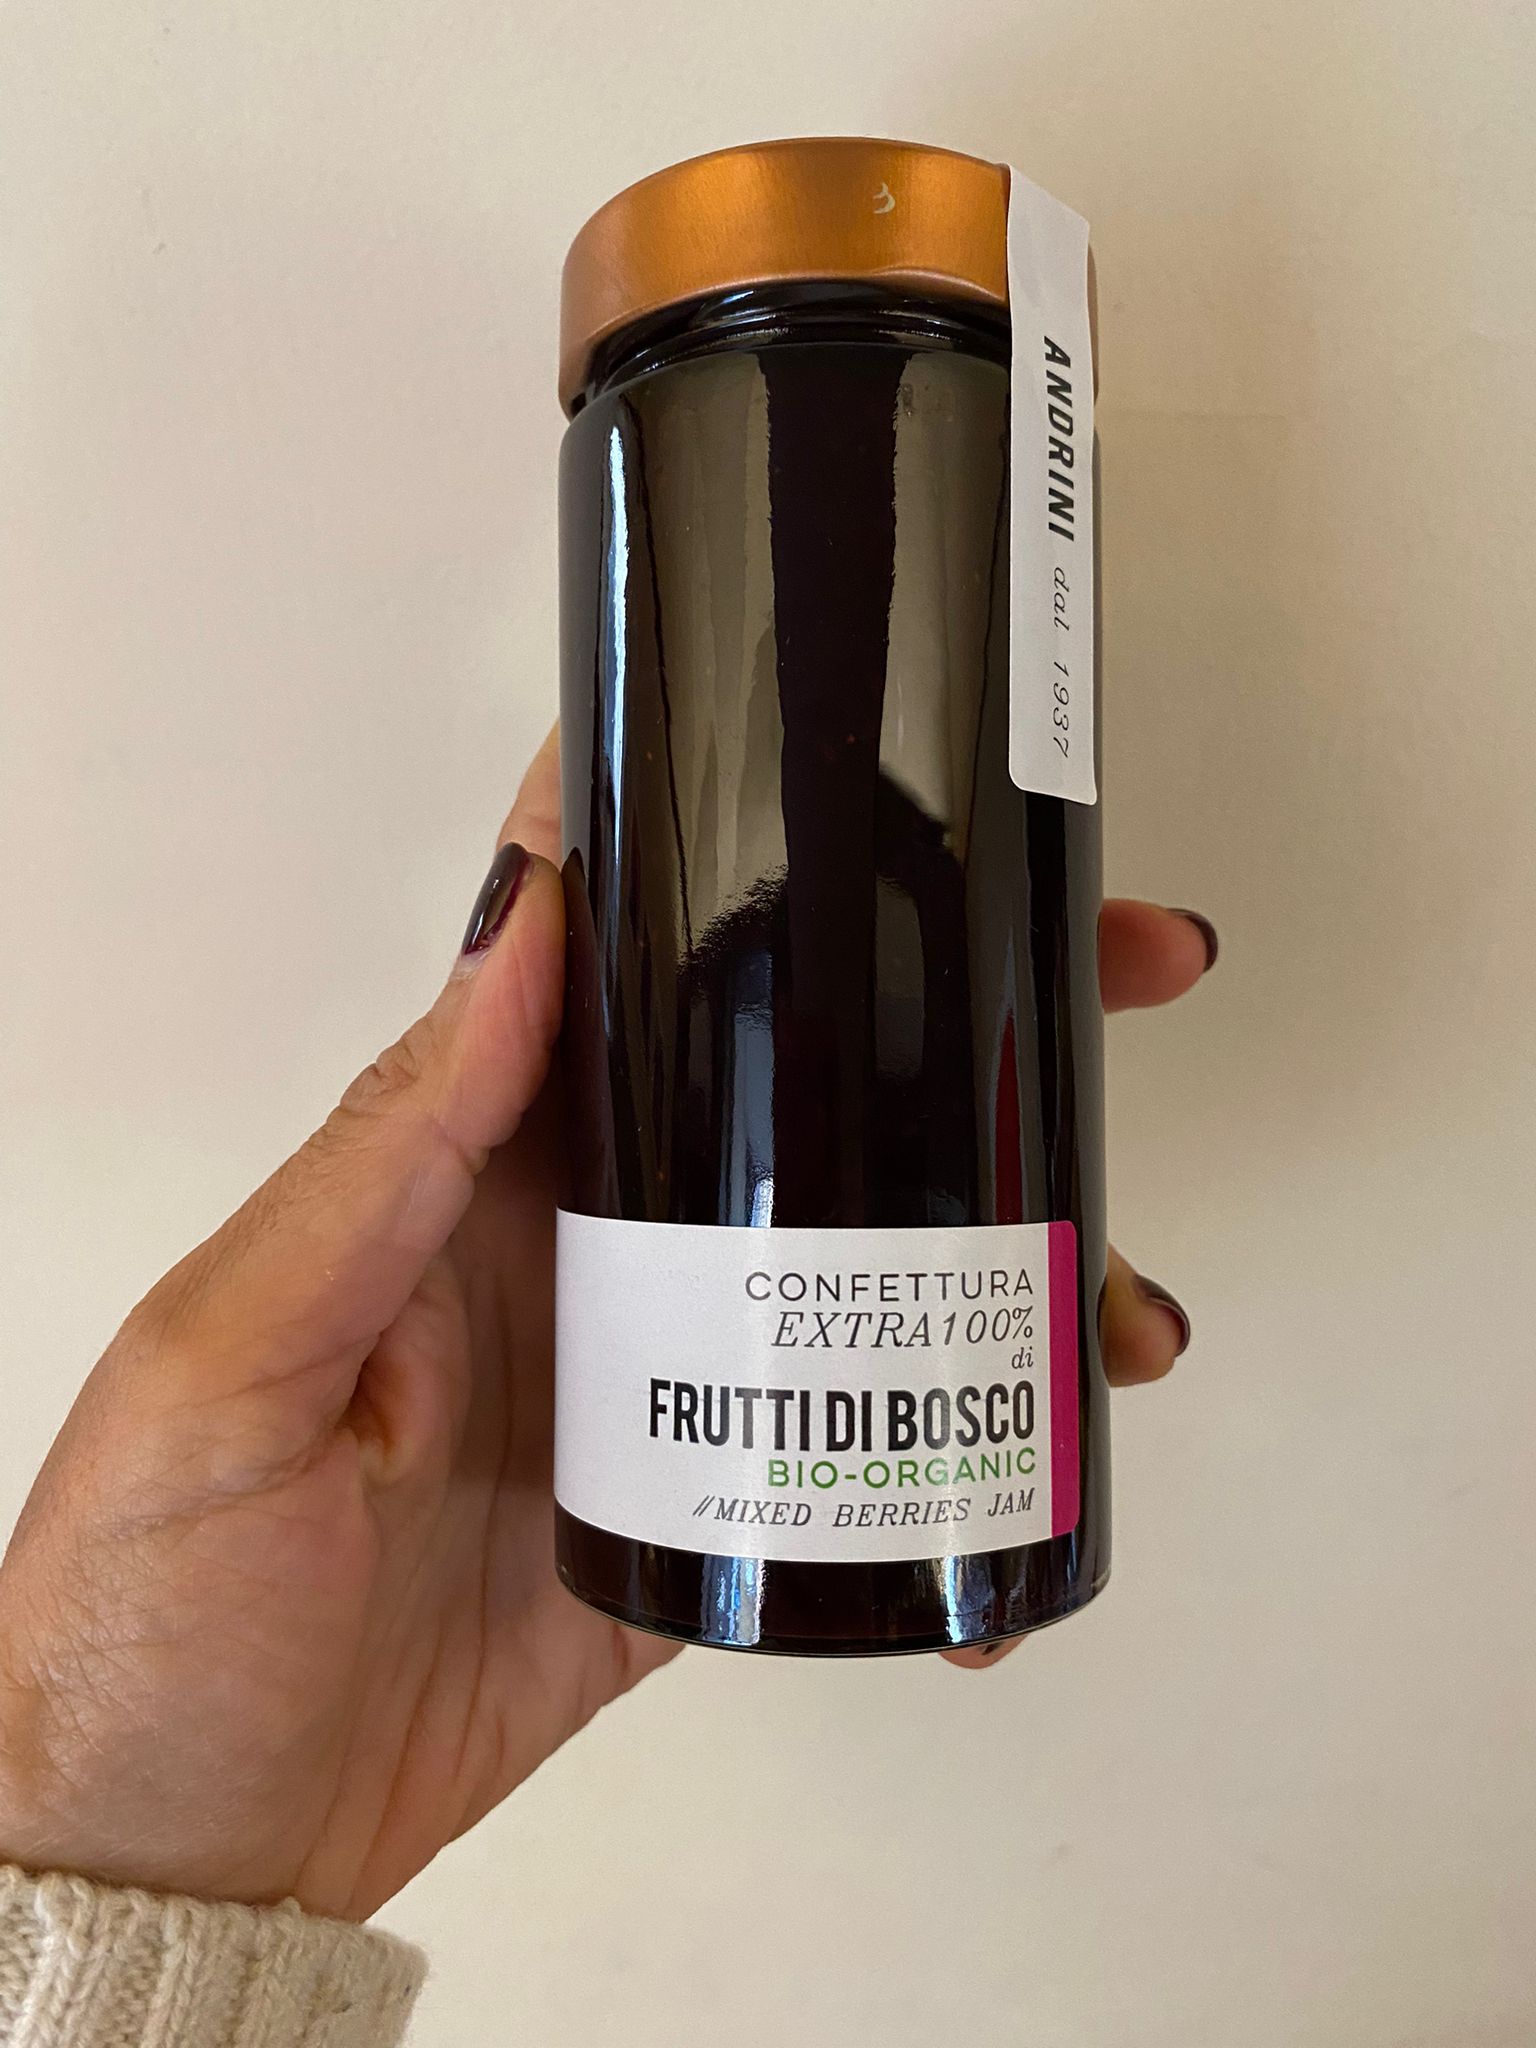 ANDRINI dal 1937
CONFETTURA
EXTRA100%
di
FRUTTI DI BOSCO
BIO-ORGANIC
//MIXED BERRIES JAM